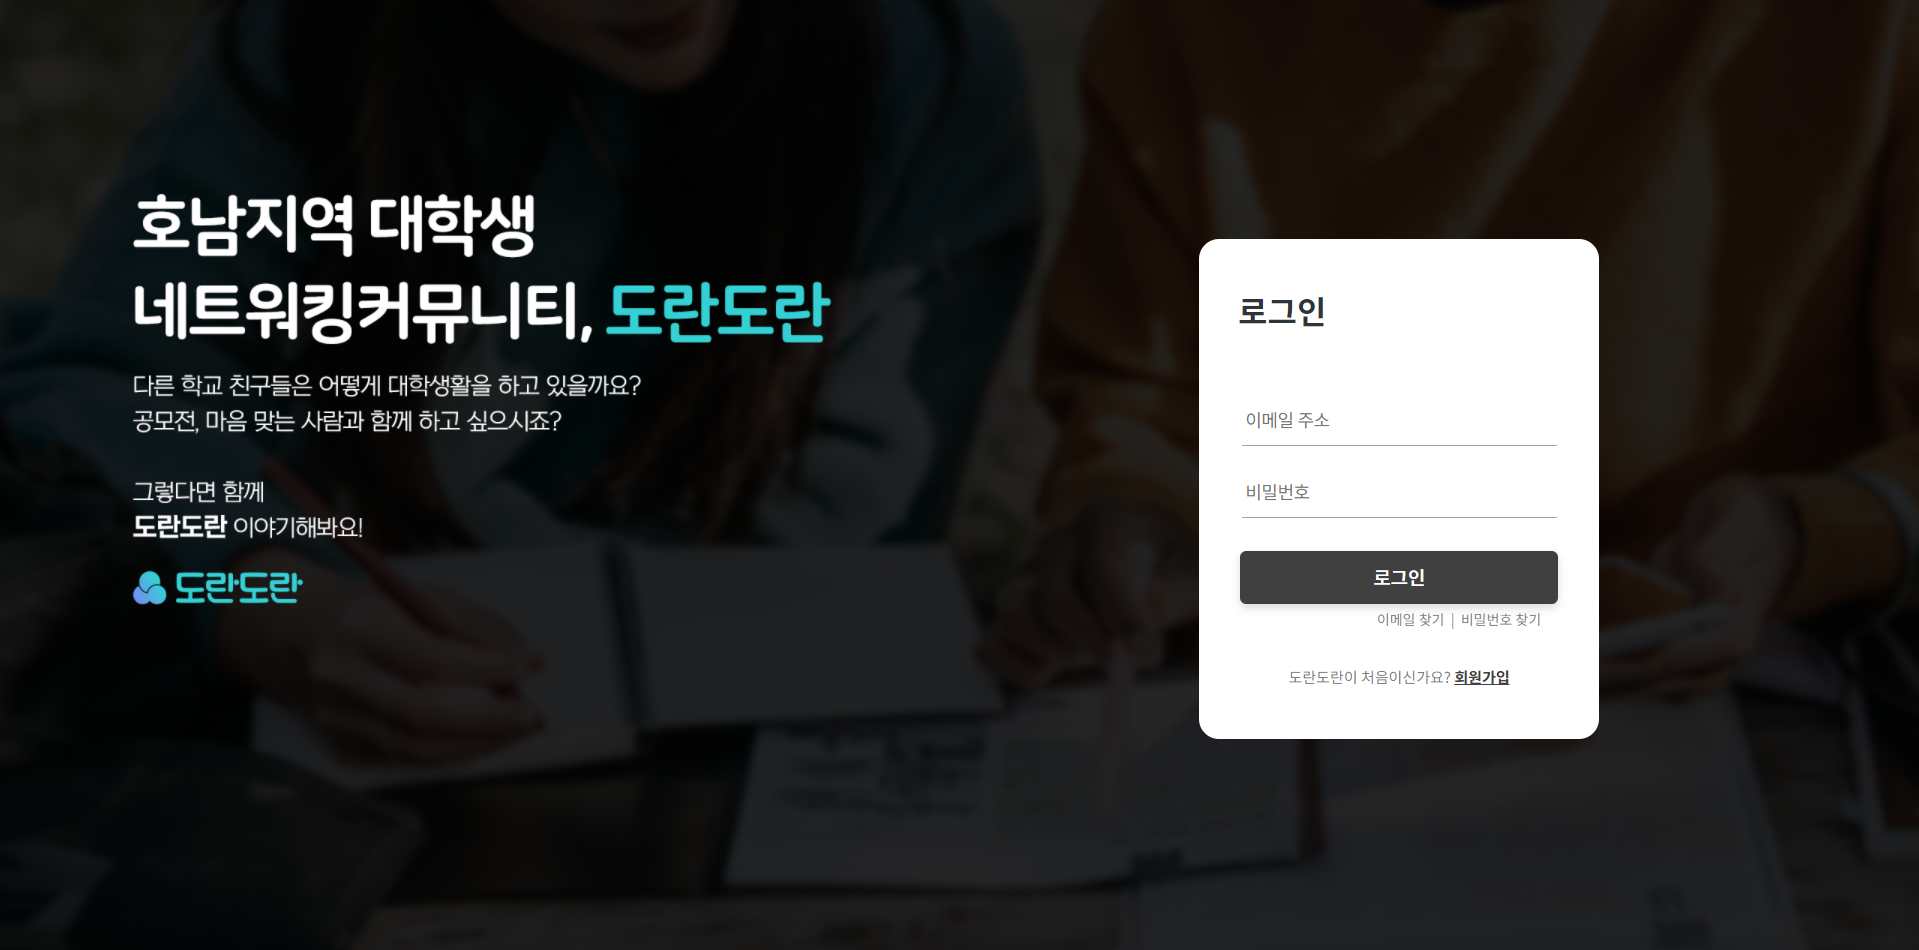 호남지역 대학생
네트워킹커뮤니티, 도란도란
다른 학교 친구들은 어떻게 대학생활을 하고 있을까요?
공모전, 마음 맞는 사람과 함께 하고 싶으시죠?
그렇다면 함께
도란도란 이야기해봐요!
도란도란
로그인
이메일 주소
비밀번호
로그인
이메일 찾기 | 비밀번호 찾기
도란도란이 처음이신가요? 회원가입